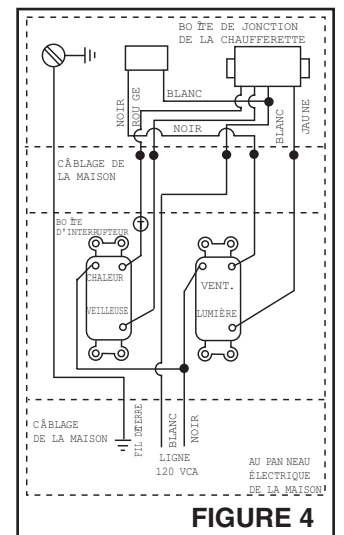 BOÎTE DE JONCTION
DE LA CHAUFFERETTE
NOIR
ROUGE
BLANC
NOIR
BLANC
JAUNE
CÂBLAGE DE
LA MAISON
BOÎTE
D'INTERRUPTEUR
CHALEUR
VEILLEUSE
VENT.
LUMIÈRE
CÂBLAGE
DE LA MAISON
FIL DE TERRE
BLANC
NOIR
LIGNE
120 VCA
AU PANNEAU
ÉLECTRIQUE
DE LA MAISON
FIGURE 4